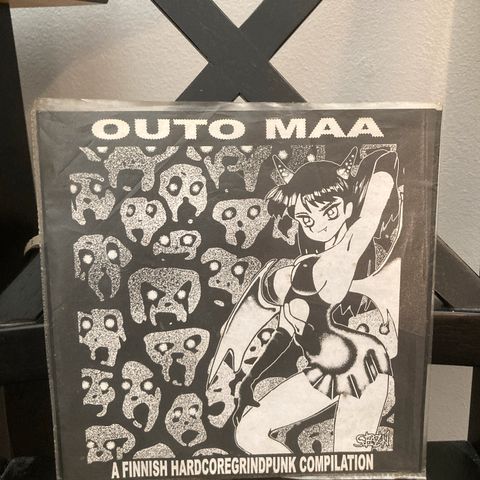 OUTO MAA
A FINNISH HARDCOREGRINDPUNK COMPILATION